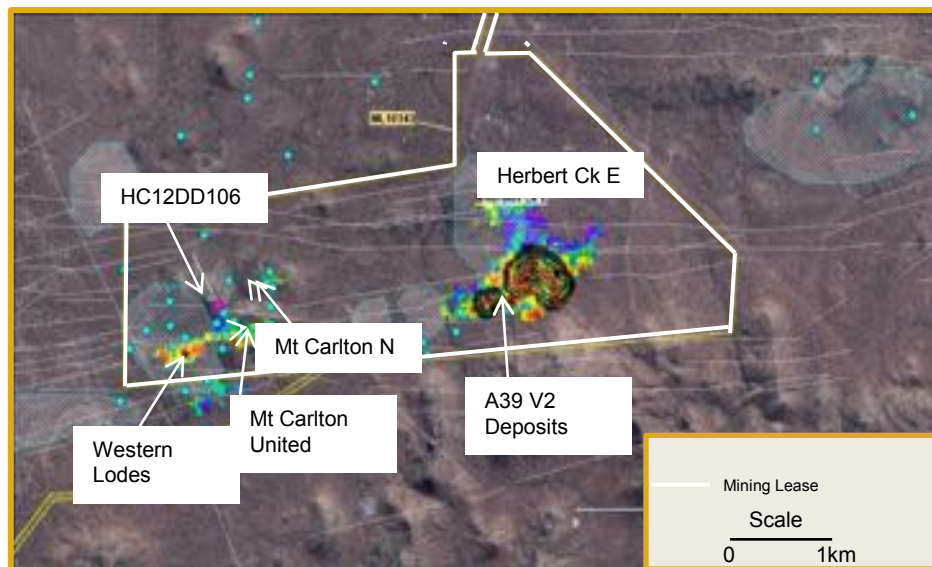 Herbert Ck E
HC12DD106
Mt Carlton N
A39 V2
Deposits
Mt Carlton
United
Western
Lodes
Mining Lease
Scale
0 1km